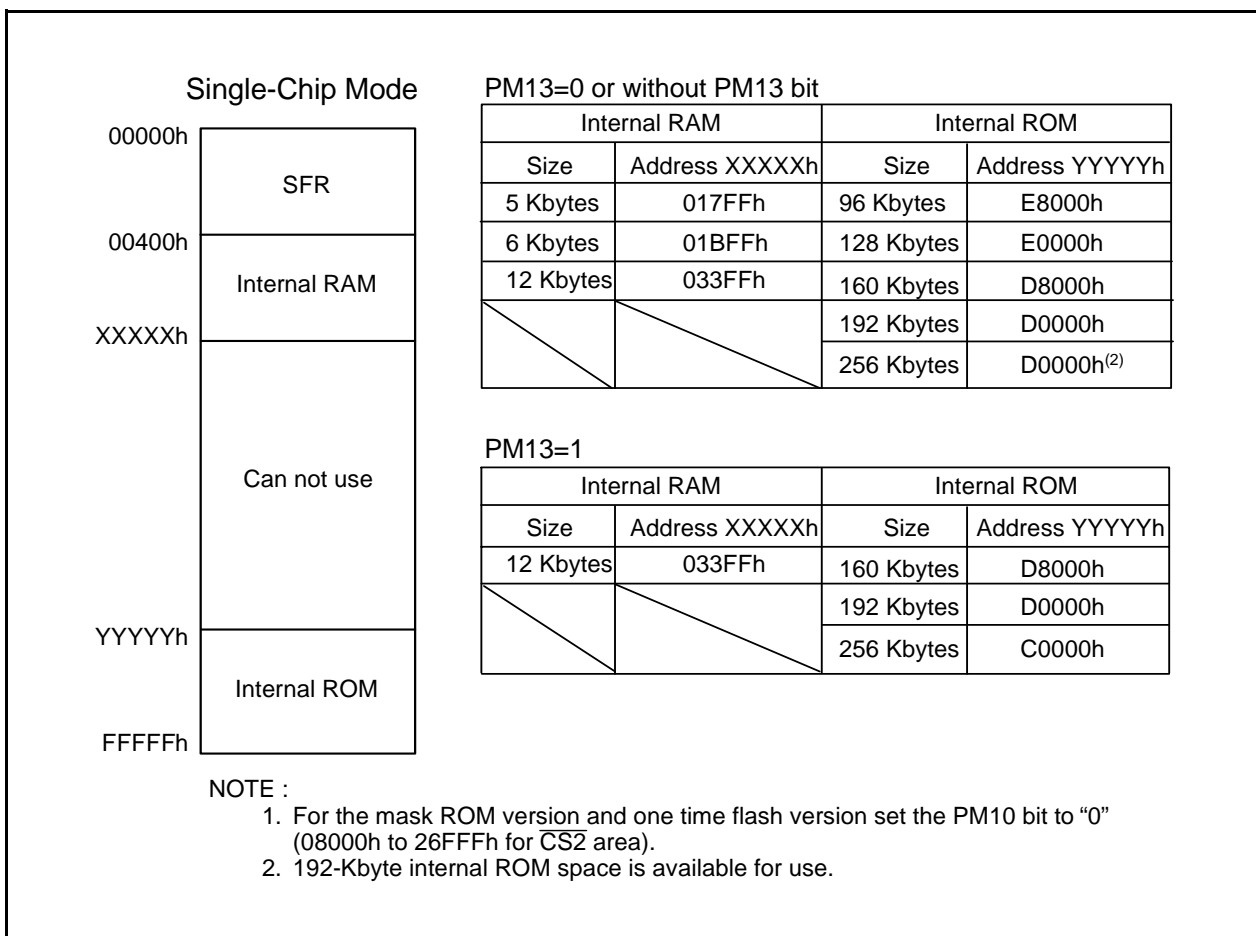 Single-Chip Mode
00000h
SFR
00400h
Internal RAM
XXXXXh
Can not use
YYYYYh
Internal ROM
FFFFFh
PM13=0 or without PM13 bit
Internal RAM Internal ROM
Size Address XXXXXh Size Address YYYYYh
5 Kbytes 017FFh 96 Kbytes E8000h
6 Kbytes 01BFFh 128 Kbytes E0000h
12 Kbytes 033FFh 160 Kbytes D8000h
192 Kbytes D0000h
256 Kbytes D0000h(2)
PM13=1
Internal RAM Internal ROM
Size Address XXXXXh Size Address YYYYYh
12 Kbytes 033FFh 160 Kbytes D8000h
192 Kbytes D0000h
256 Kbytes C0000h
NOTE :
1. For the mask ROM version and one time flash version set the PM10 bit to “0”
(08000h to 26FFFh for C̅S̅2̅ area).
2. 192-Kbyte internal ROM space is available for use.